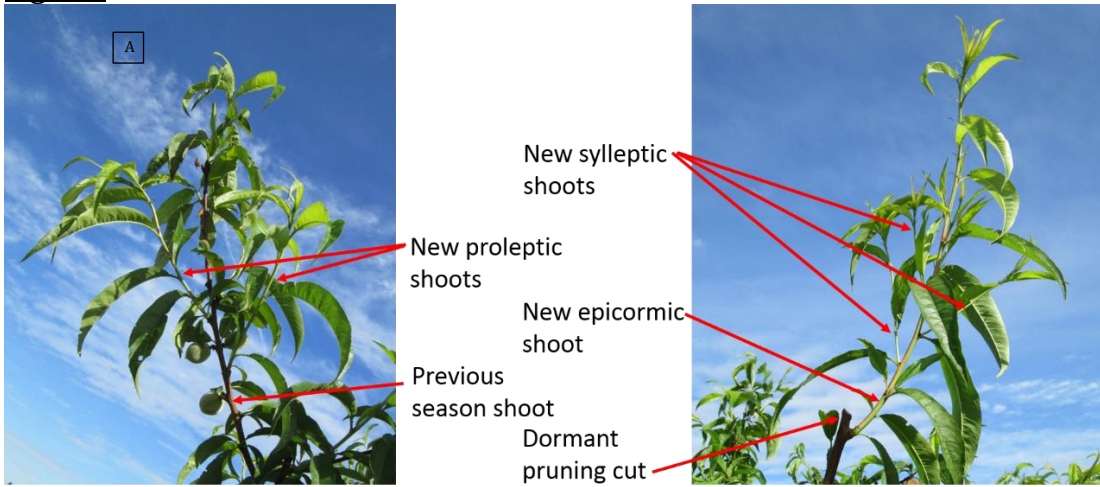 A
New sylleptic
shoots
New proleptic
shoots
New epicormic
shoot
Previous
season shoot
Dormant
pruning cut